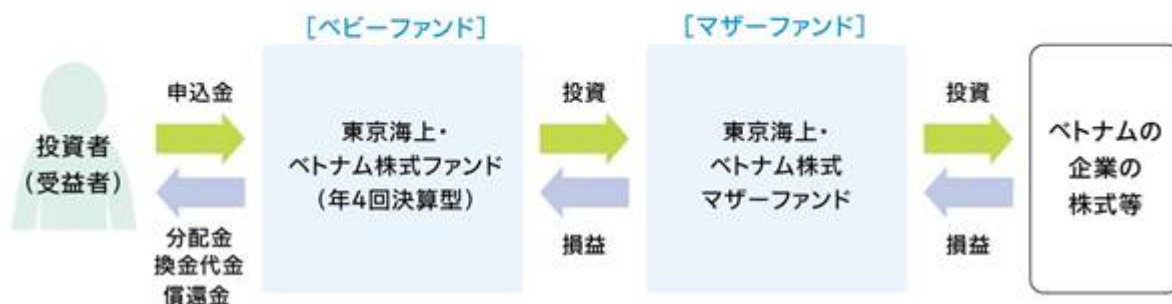 [ベビーファンド]
[マザーファンド]
投資者
(受益者)
申込金
分配金
換金代金
償還金
東京海上・
ベトナム株式ファンド
(年4回決算型)
投資
損益
東京海上・
ベトナム株式
マザーファンド
投資
損益
ベトナムの
企業の
株式等